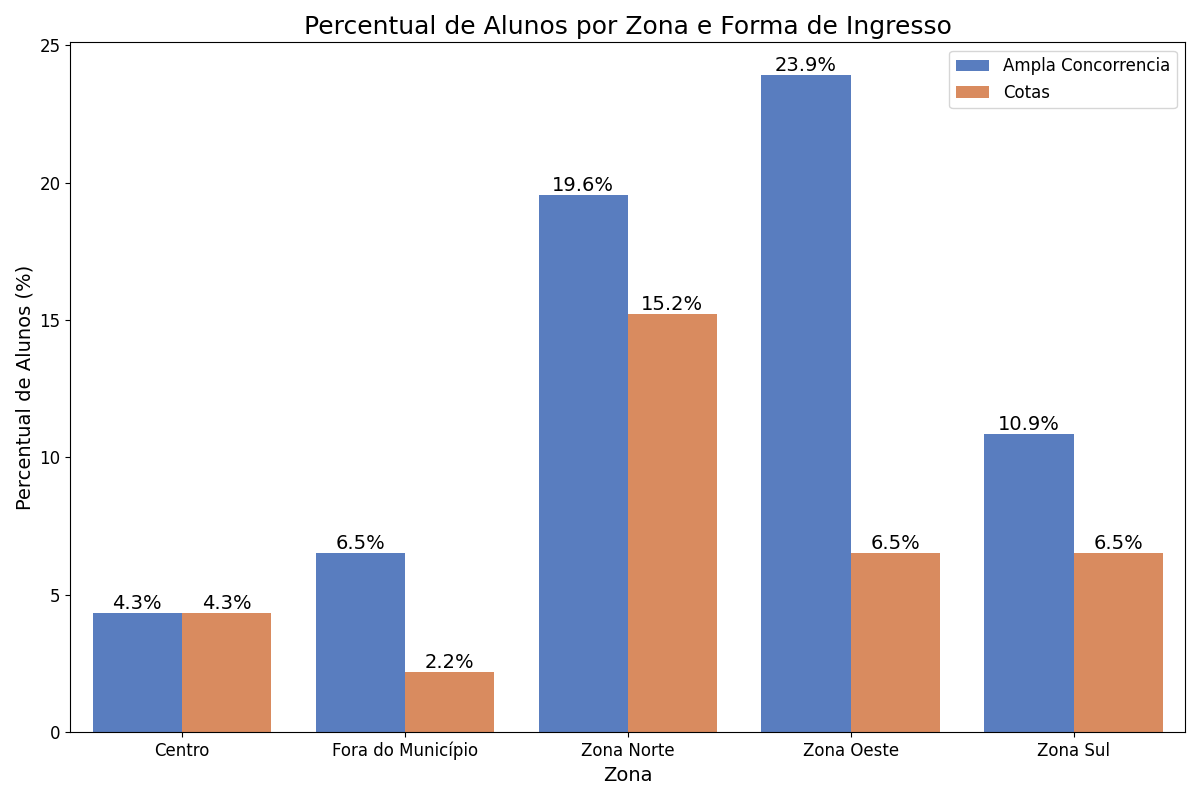 Percentual de Alunos por Zona e Forma de Ingresso
Percentual de Alunos (%)
25
20
15
10
5
0
Ampla Concorrencia
Cotas
4.3%
4.3%
6.5%
2.2%
19.6%
15.2%
23.9%
6.5%
10.9%
6.5%
Centro
Fora do Município
Zona Norte
Zona Oeste
Zona Sul
Zona